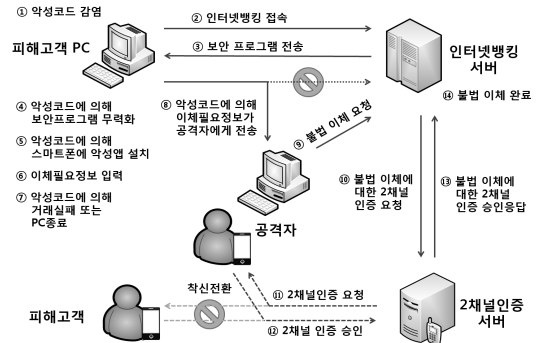 ① 악성코드 감염
② 인터넷뱅킹 접속
피해고객 PC
③ 보안 프로그램 전송
인터넷뱅킹
서버
⑭ 불법 이체 완료
④ 악성코드에 의해
보안프로그램 무력화
⑤ 악성코드에 의해
스마트폰에 악성앱 설치
⑥ 이체필요정보 입력
⑦ 악성코드에 의해
거래실패 또는
PC종료
⑧ 악성코드에 의해
이체필요정보가
공격자에게 전송
⑨ 불법 이체 요청
공격자
⑩ 불법 이체에
대한 2채널
인증 요청
⑬ 불법 이체에
대한 2채널
인증 승인응답
착신전환
⑪ 2채널인증 요청
⑫ 2채널 인증 승인
피해고객
2채널인증
서버